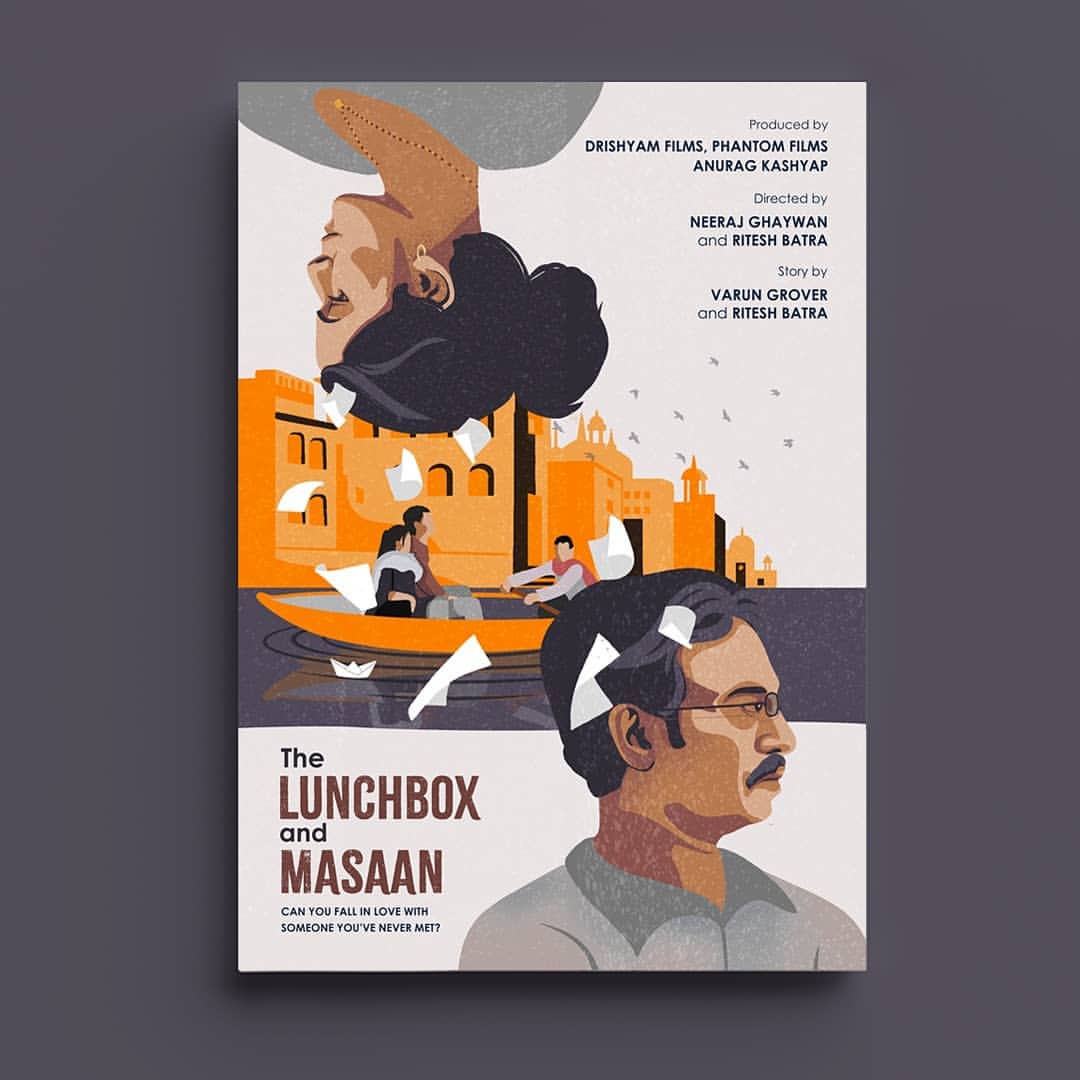 Produced by
DRISHYAM FILMS, PHANTOM FILMS
ANURAG KASHYAP
Directed by
NEERAJ GHAYWAN
and RITESH BATRA
Story by
VARUN GROVER
and RITESH BATRA
The
LUNCHBOX
and
MASAAN
CAN YOU FALL IN LOVE WITH
SOMEONE YOU'VE NEVER MET?